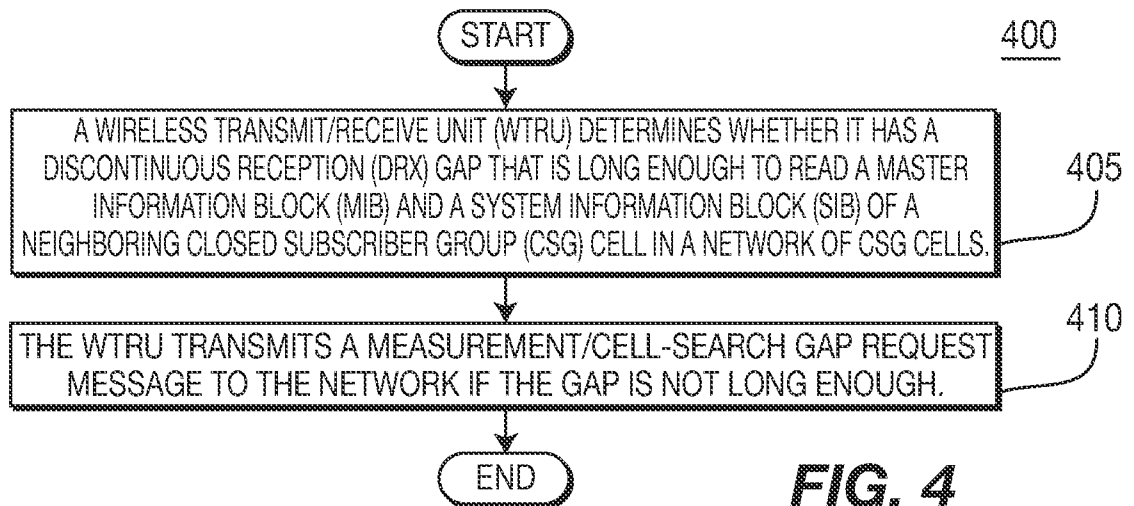 START
400
A WIRELESS TRANSMIT/RECEIVE UNIT (WTRU) DETERMINES WHETHER IT HAS A
DISCONTINUOUS RECEPTION (DRX) GAP THAT IS LONG ENOUGH TO READ A MASTER
INFORMATION BLOCK (MIB) AND A SYSTEM INFORMATION BLOCK (SIB) OF A
NEIGHBORING CLOSED SUBSCRIBER GROUP (CSG) CELL IN A NETWORK OF CSG CELLS.
405
THE WTRU TRANSMITS A MEASUREMENT/CELL-SEARCH GAP REQUEST
MESSAGE TO THE NETWORK IF THE GAP IS NOT LONG ENOUGH.
410
END
FIG. 4